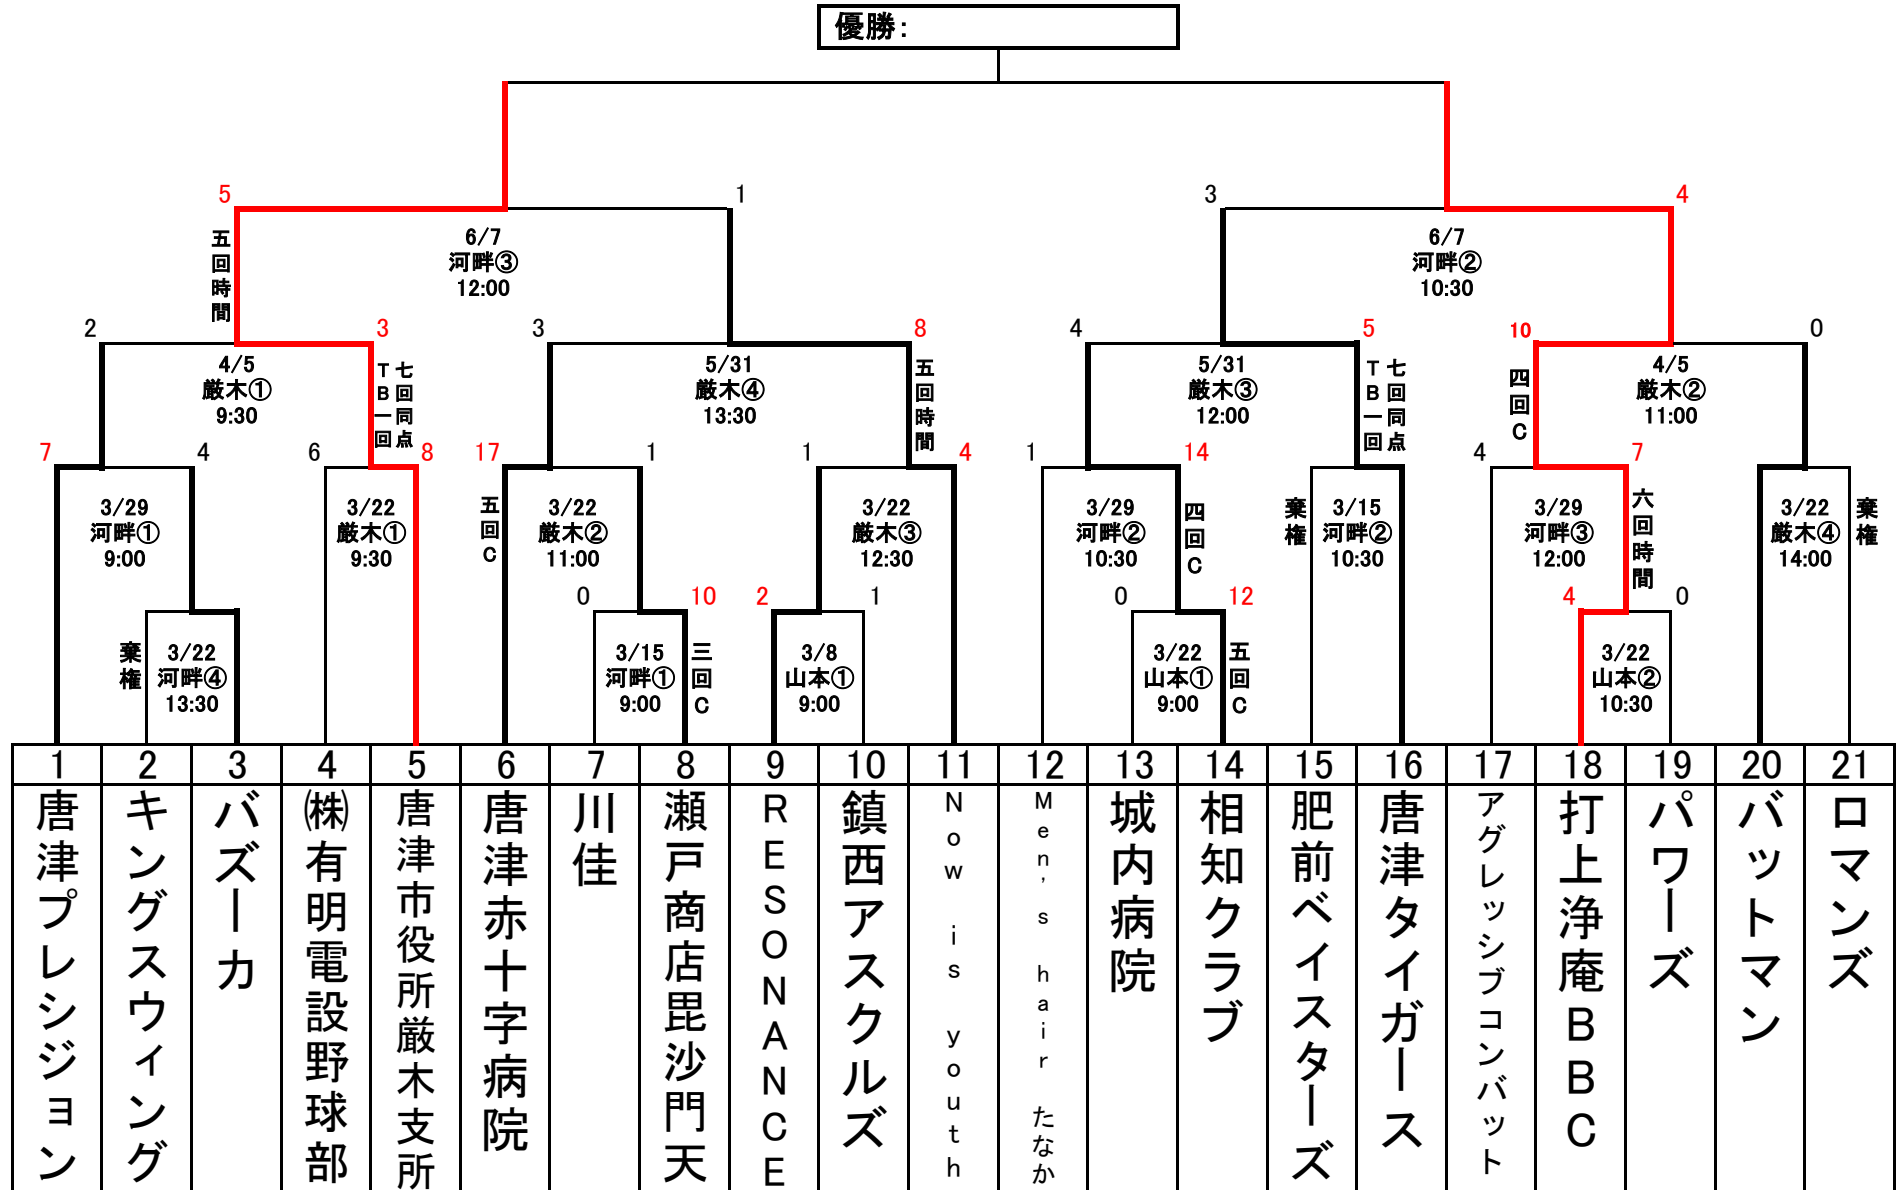 優勝:
5
1
3
4
五回時間
6/7
河畔③
12:00
6/7
河畔②
10:30
2
3
3
8
4
5
10
0
4/5
厳木①
9:30
七回同点
TB一回
5/31
厳木④
13:30
五回時間
5/31
厳木③
12:00
七回同点
TB一回
四回C
4/5
厳木②
11:00
7
4
6
8
17
1
1
4
1
14
4
7
3/29
河畔①
9:00
3/22
厳木①
9:30
五回C
3/22
厳木②
11:00
3/22
厳木③
12:30
3/29
河畔②
10:30
四回C
棄権
3/15
河畔②
10:30
3/29
河畔③
12:00
六回時間
3/22
厳木④
14:00
棄権
0
10
2
1
0
12
4
0
棄権
3/22
河畔④
13:30
3/15
河畔①
9:00
三回C
3/8
山本①
9:00
3/22
山本①
9:00
五回C
3/22
山本②
10:30
1
2
3
4
5
6
7
8
9
10
11
12
13
14
15
16
17
18
19
20
21
唐津プレシジョン
キングスウィング
バズーカ
㈱有明電設野球部
唐津市役所厳木支所
唐津赤十字病院
川佳
瀬戸商店毘沙門天
RESONANCE
鎮西アスクルズ
Now is youth
Men's hair たなか
城内病院
相知クラブ
肥前ベイスターズ
唐津タイガース
アグレッシブコンバット
打上浄庵BBC
パワーズ
バットマン
ロマンズ